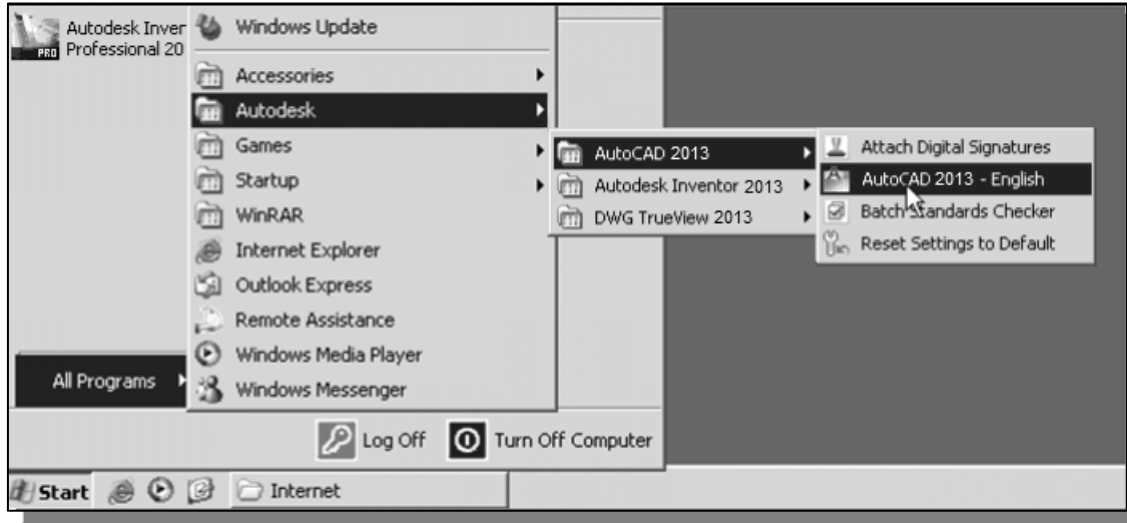 Autodesk Inver
Professional 20
PRO
Windows Update
Accessories
Autodesk
Games
Startup
WinRAR
Internet Explorer
Outlook Express
Remote Assistance
Windows Media Player
Windows Messenger
AutoCAD 2013
Autodesk Inventor 2013
DWG TrueView 2013
Attach Digital Signatures
AutoCAD 2013 - English
Batch Standards Checker
Reset Settings to Default
All Programs
Log Off
Turn Off Computer
Start
Internet